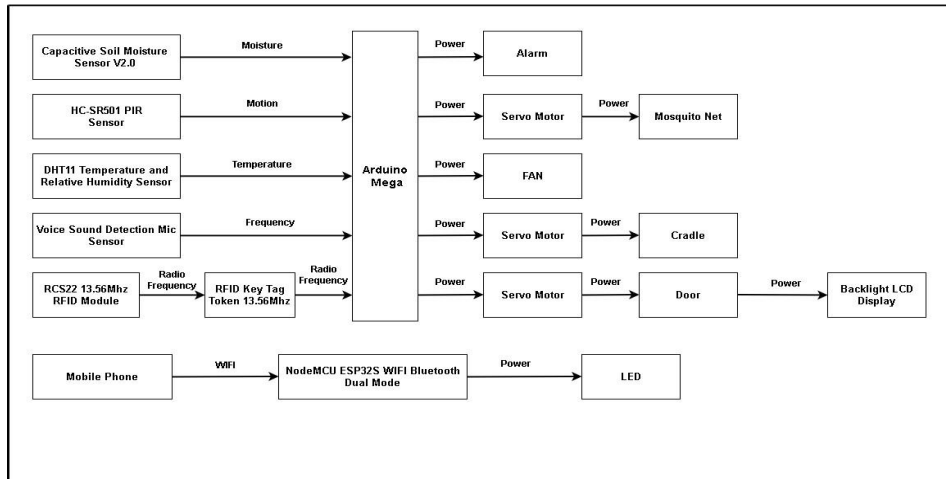 Capacitive Soil Moisture
Sensor V2.0
Moisture
Power
Alarm
HC-SR501 PIR
Sensor
Motion
Power
Servo Motor
Power
Mosquito Net
DHT11 Temperature and
Relative Humidity Sensor
Temperature
Arduino
Mega
Power
FAN
Voice Sound Detection Mic
Sensor
Frequency
Power
Servo Motor
Power
Cradle
RCS22 13.56Mhz
RFID Module
Radio
Frequency
RFID Key Tag
Token 13.56Mhz
Radio
Frequency
Power
Servo Motor
Power
Door
Power
Backlight LCD
Display
Mobile Phone
WIFI
NodeMCU ESP32S WIFI Bluetooth
Dual Mode
Power
LED